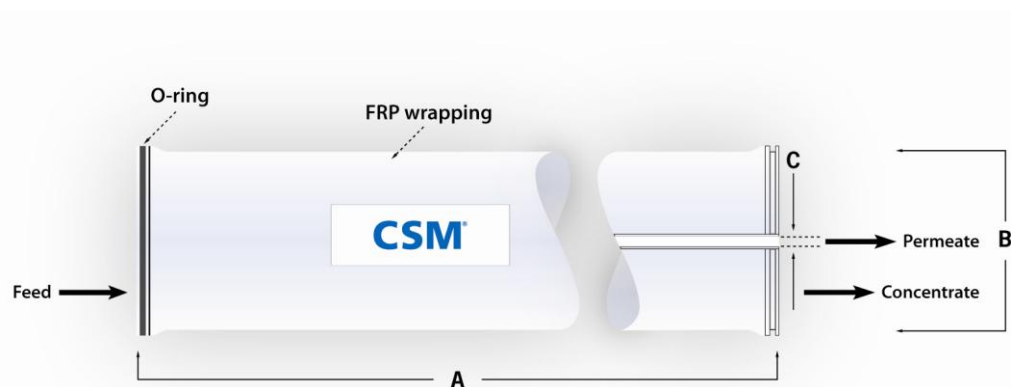 O-ring
FRP wrapping
C
CSM®
Permeate
B
Feed
Concentrate
A